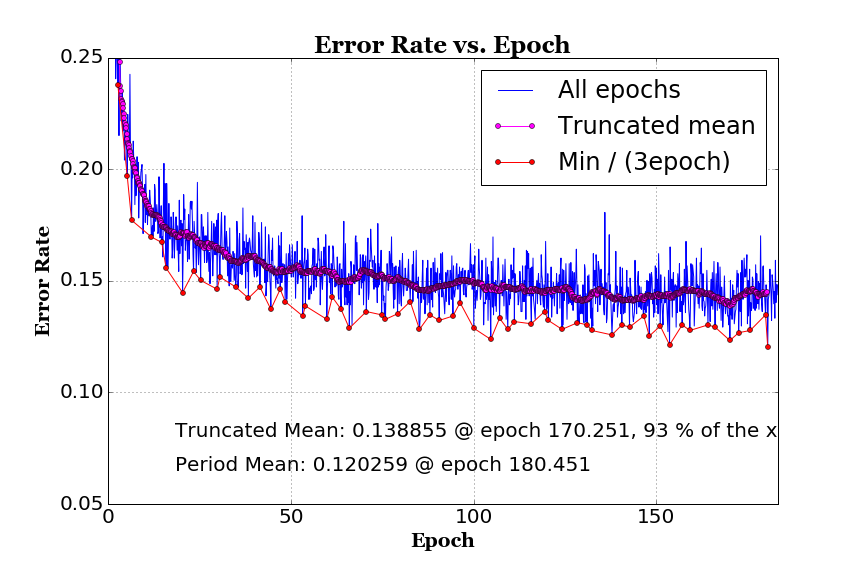 Error Rate vs. Epoch
0.25
0.20
0.15
0.10
0.05
Error Rate
All epochs
Truncated mean
Min / (3epoch)
Truncated Mean: 0.138855 @ epoch 170.251, 93 % of the x
Period Mean: 0.120259 @ epoch 180.451
0 50 100 150
Epoch